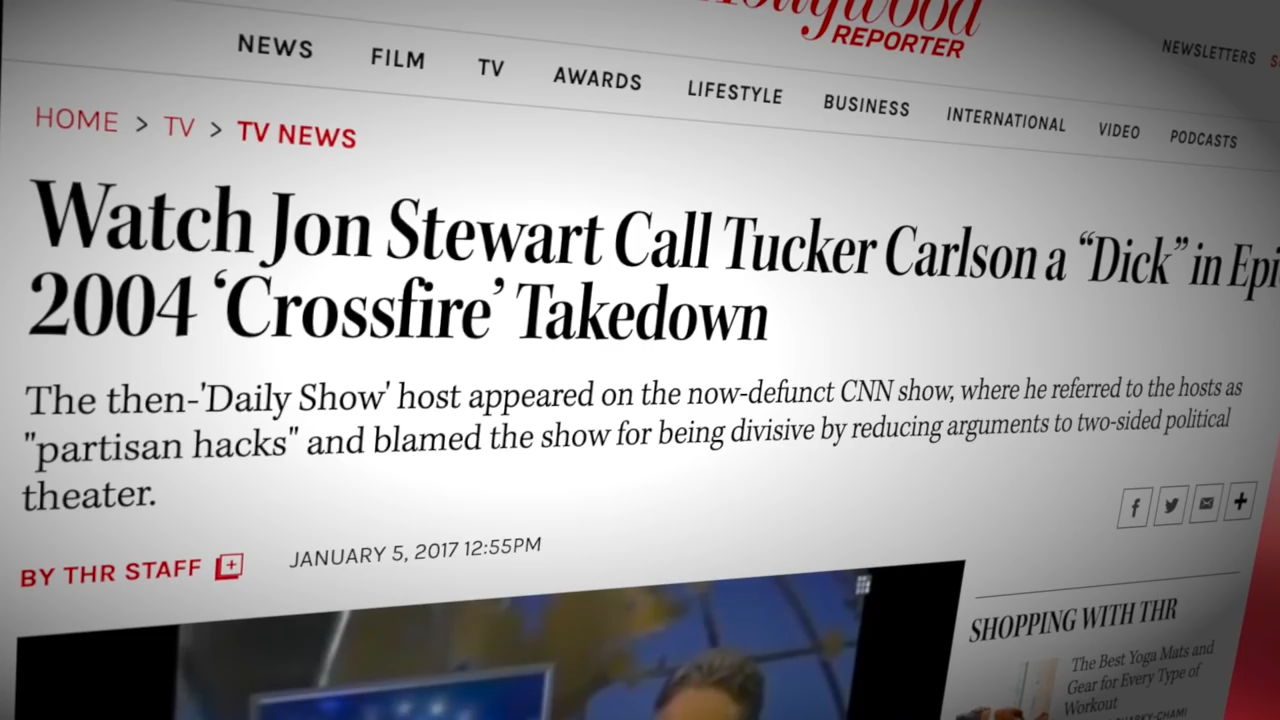 Hollywood
REPORTER
NEWSLETTERS
NEWS FILM TV AWARDS LIFESTYLE BUSINESS INTERNATIONAL VIDEO PODCASTS
HOME > TV > TV NEWS
Watch Jon Stewart Call Tucker Carlson a “Dick” in Epi
2004 ‘Crossfire’ Takedown
The then-'Daily Show' host appeared on the now-defunct CNN show, where he referred to the hosts as
"partisan hacks" and blamed the show for being divisive by reducing arguments to two-sided political
theater.
BY THR STAFF
JANUARY 5, 2017 12:55PM
SHOPPING WITH THR
The Best Yoga Mats and
Gear for Every Type of
Workout